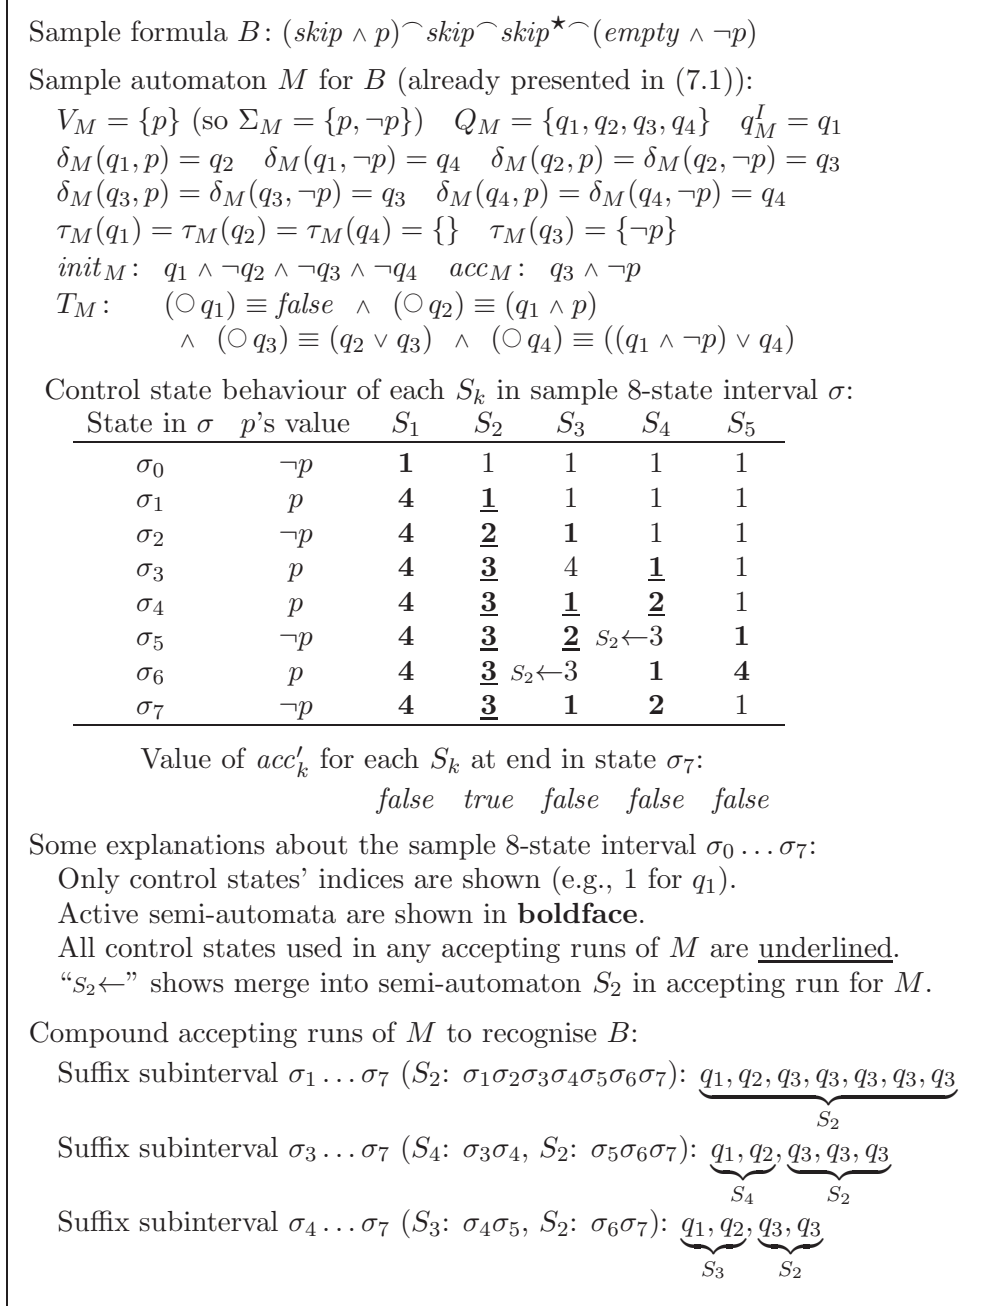 Sample formula B: (skip ∧ p)⌢skip⌢skip★⌢(empty ∧ ¬p)
Sample automaton M for B (already presented in (7.1)):
V_M = {p} (so Σ_M = {p, ¬p}) Q_M = {q₁, q₂, q₃, q₄} q^I_M = q₁
δ_M(q₁, p) = q₂ δ_M(q₁, ¬p) = q₄ δ_M(q₂, p) = δ_M(q₂, ¬p) = q₃
δ_M(q₃, p) = δ_M(q₃, ¬p) = q₃ δ_M(q₄, p) = δ_M(q₄, ¬p) = q₄
τ_M(q₁) = τ_M(q₂) = τ_M(q₄) = {} τ_M(q₃) = {¬p}
init_M: q₁ ∧ ¬q₂ ∧ ¬q₃ ∧ ¬q₄ acc_M: q₃ ∧ ¬p
T_M: (○ q₁) ≡ false ∧ (○ q₂) ≡ (q₁ ∧ p)
∧ (○ q₃) ≡ (q₂ ∨ q₃) ∧ (○ q₄) ≡ ((q₁ ∧ ¬p) ∨ q₄)
Control state behaviour of each S_k in sample 8-state interval σ:
State in σ p's value S₁ S₂ S₃ S₄ S₅
σ₀ ¬p 1 1 1 1 1
σ₁ p 4 1 1 1 1
σ₂ ¬p 4 2 1 1 1
σ₃ p 4 3 4 1 1
σ₄ p 4 3 1 2 1
σ₅ ¬p 4 3 2 S₂←3 1
σ₆ p 4 3 S₂←3 1 4
σ₇ ¬p 4 3 1 2 1
Value of acc′_k for each S_k at end in state σ₇:
false true false false false
Some explanations about the sample 8-state interval σ₀ … σ₇:
Only control states' indices are shown (e.g., 1 for q₁).
Active semi-automata are shown in boldface.
All control states used in any accepting runs of M are underlined.
“S₂←” shows merge into semi-automaton S₂ in accepting run for M.
Compound accepting runs of M to recognise B:
Suffix subinterval σ₁ … σ₇ (S₂: σ₁σ₂σ₃σ₄σ₅σ₆σ₇): q₁, q₂, q₃, q₃, q₃, q₃, q₃
S₂
Suffix subinterval σ₃ … σ₇ (S₄: σ₃σ₄, S₂: σ₅σ₆σ₇): q₁, q₂, q₃, q₃, q₃
S₄ S₂
Suffix subinterval σ₄ … σ₇ (S₃: σ₄σ₅, S₂: σ₆σ₇): q₁, q₂, q₃, q₃
S₃ S₂